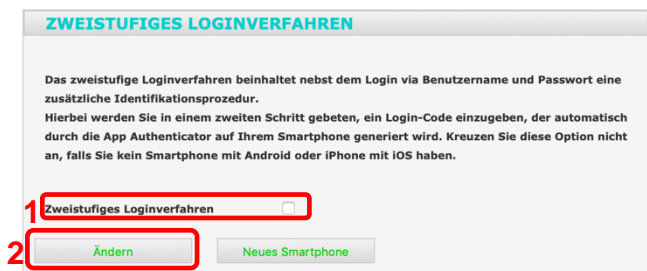 ZWEISTUFIGES LOGINVERFAHREN
Das zweistufige Loginverfahren beinhaltet nebst dem Login via Benutzername und Passwort eine
zusätzliche Identifikationsprozedur.
Hierbei werden Sie in einem zweiten Schritt gebeten, ein Login-Code einzugeben, der automatisch
durch die App Authenticator auf Ihrem Smartphone generiert wird. Kreuzen Sie diese Option nicht
an, falls Sie kein Smartphone mit Android oder iPhone mit iOS haben.
1 Zweistufiges Loginverfahren
2 Ändern Neues Smartphone